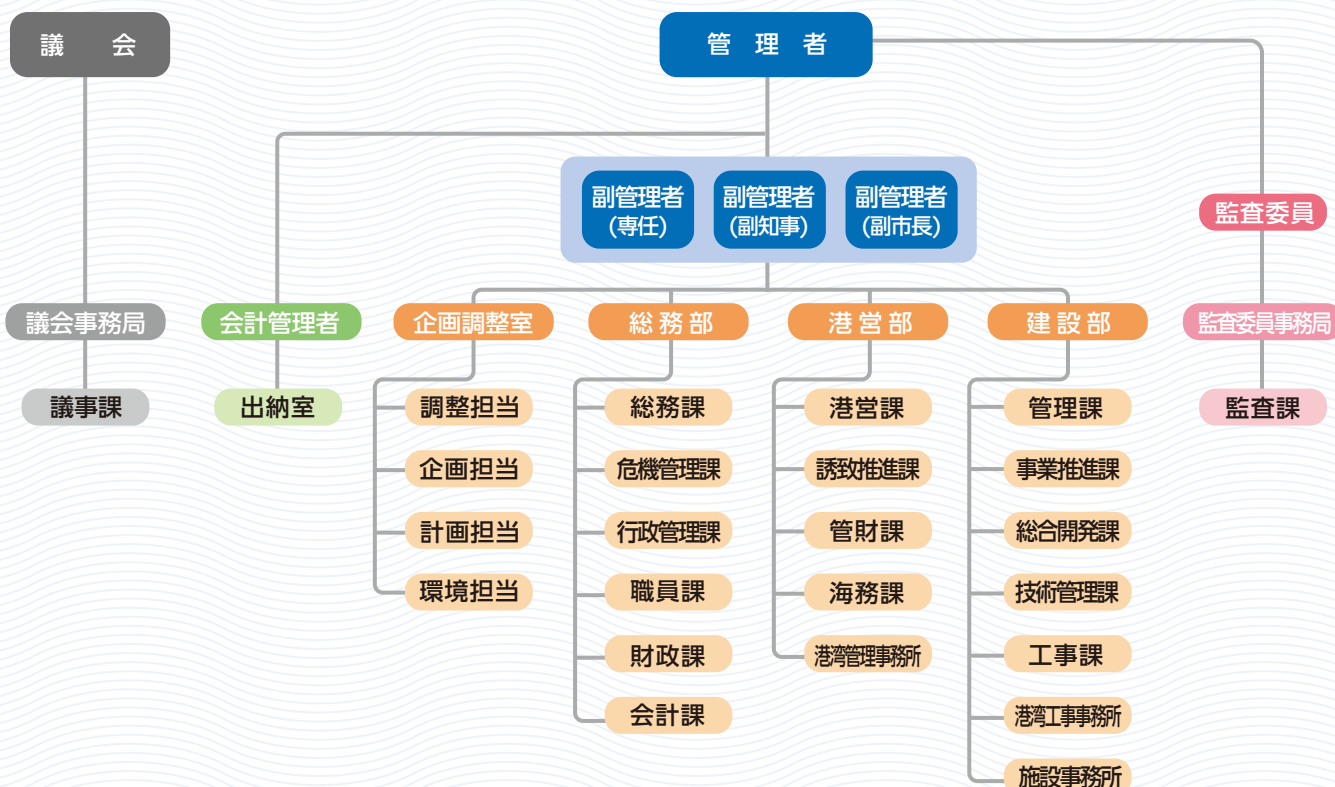 議会
管理者
副管理者
(専任)
副管理者
(副知事)
副管理者
(副市長)
監査委員
議会事務局
会計管理者
企画調整室
総務部
港営部
建設部
監査委員事務局
議事課
出納室
調整担当
総務課
港営課
管理課
監査課
企画担当
危機管理課
誘致推進課
事業推進課
計画担当
行政管理課
管財課
総合開発課
環境担当
職員課
海務課
技術管理課
財政課
港湾管理事務所
工事課
会計課
港湾工事事務所
施設事務所